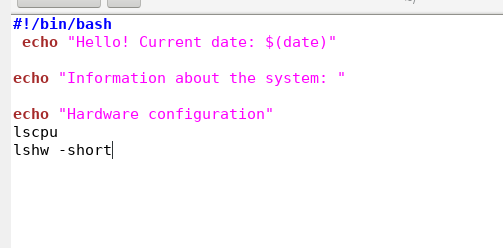 #!/bin/bash
echo "Hello! Current date: $(date)"
echo "Information about the system: "
echo "Hardware configuration"
lscpu
lshw -short